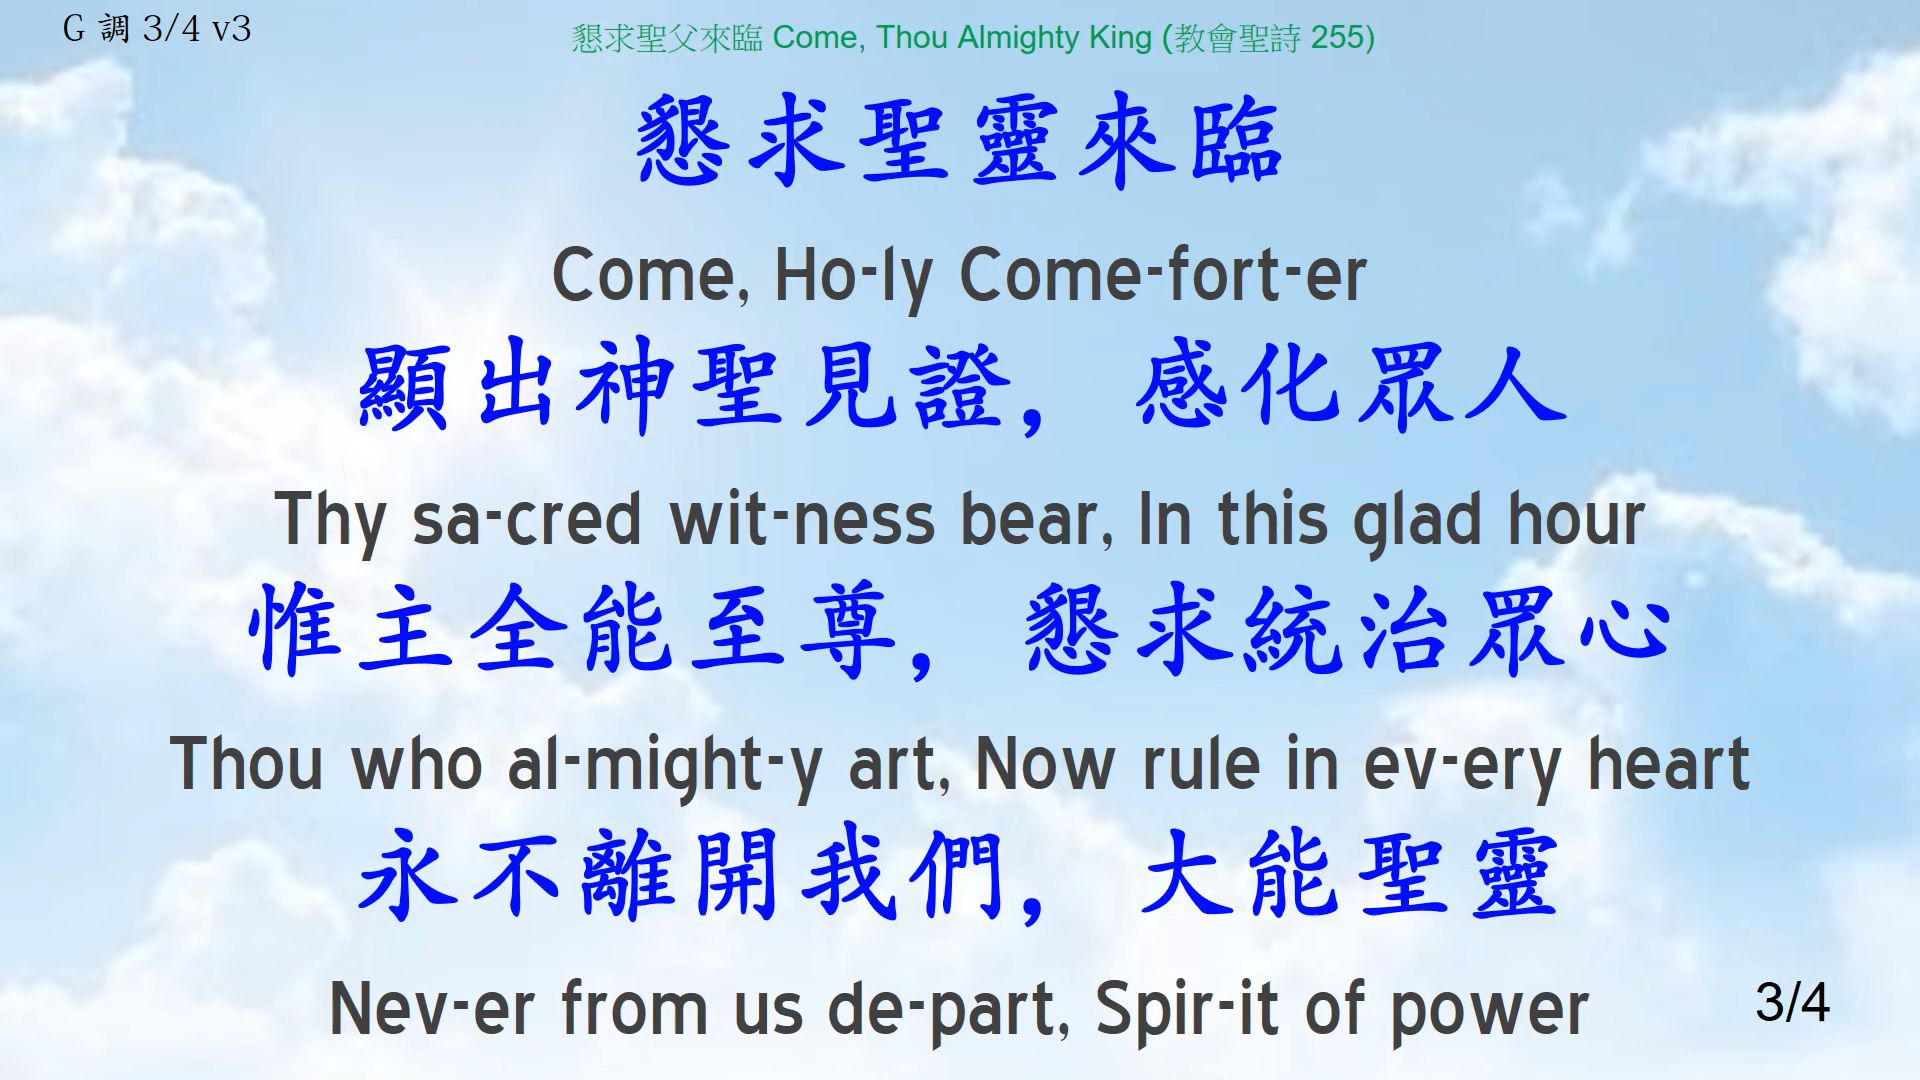 G 調 3/4 v3
懇求聖父來臨 Come, Thou Almighty King (教會聖詩 255)
懇求聖靈來臨
Come, Ho-ly Come-fort-er
顯出神聖見證，感化眾人
Thy sa-cred wit-ness bear, In this glad hour
惟主全能至尊，懇求統治眾心
Thou who al-might-y art, Now rule in ev-ery heart
永不離開我們，大能聖靈
Nev-er from us de-part, Spir-it of power
3/4